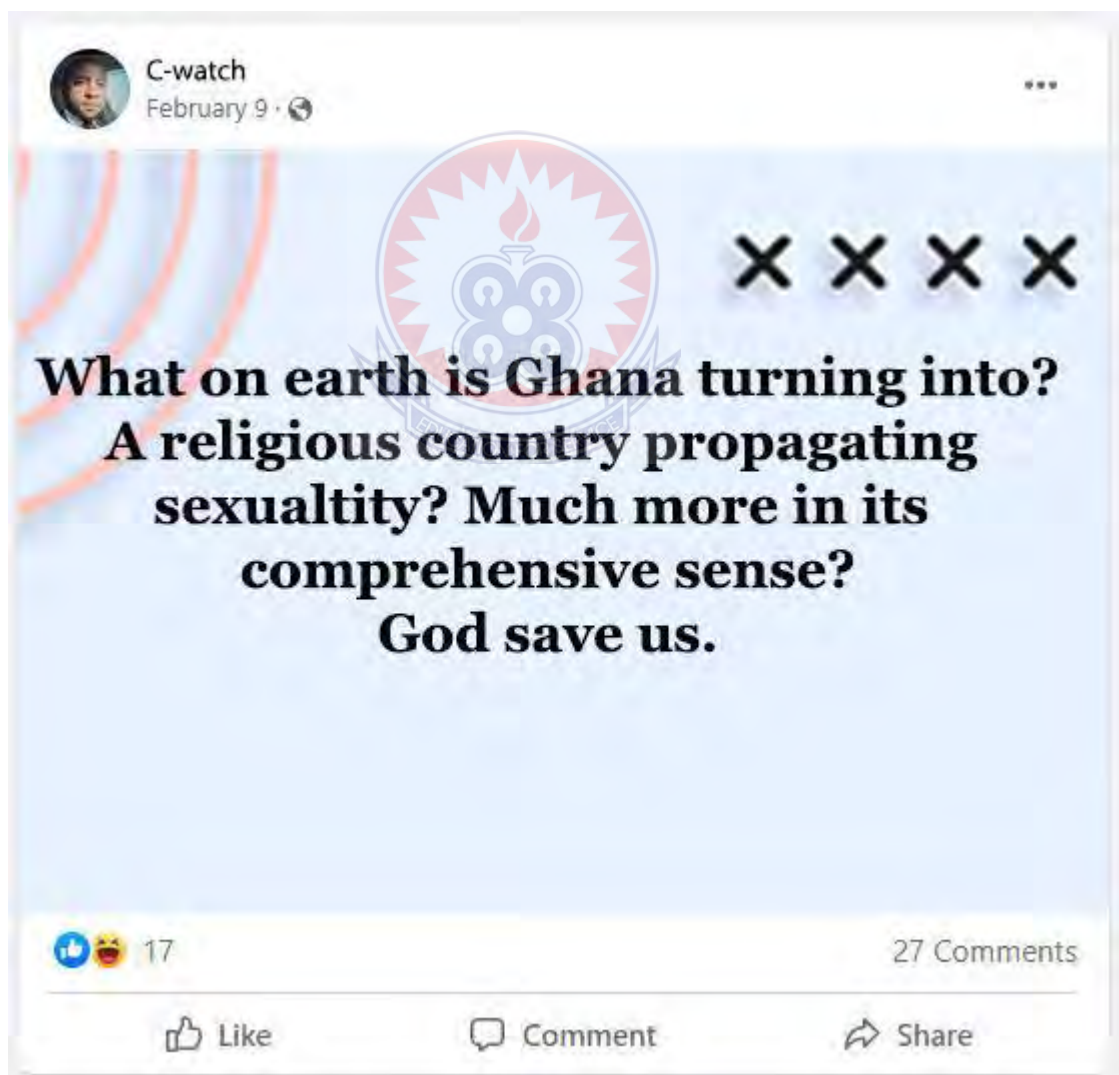 C-watch
February 9 ·
What on earth is Ghana turning into?
A religious country propagating
sexualtity? Much more in its
comprehensive sense?
God save us.
17
27 Comments
Like
Comment
Share